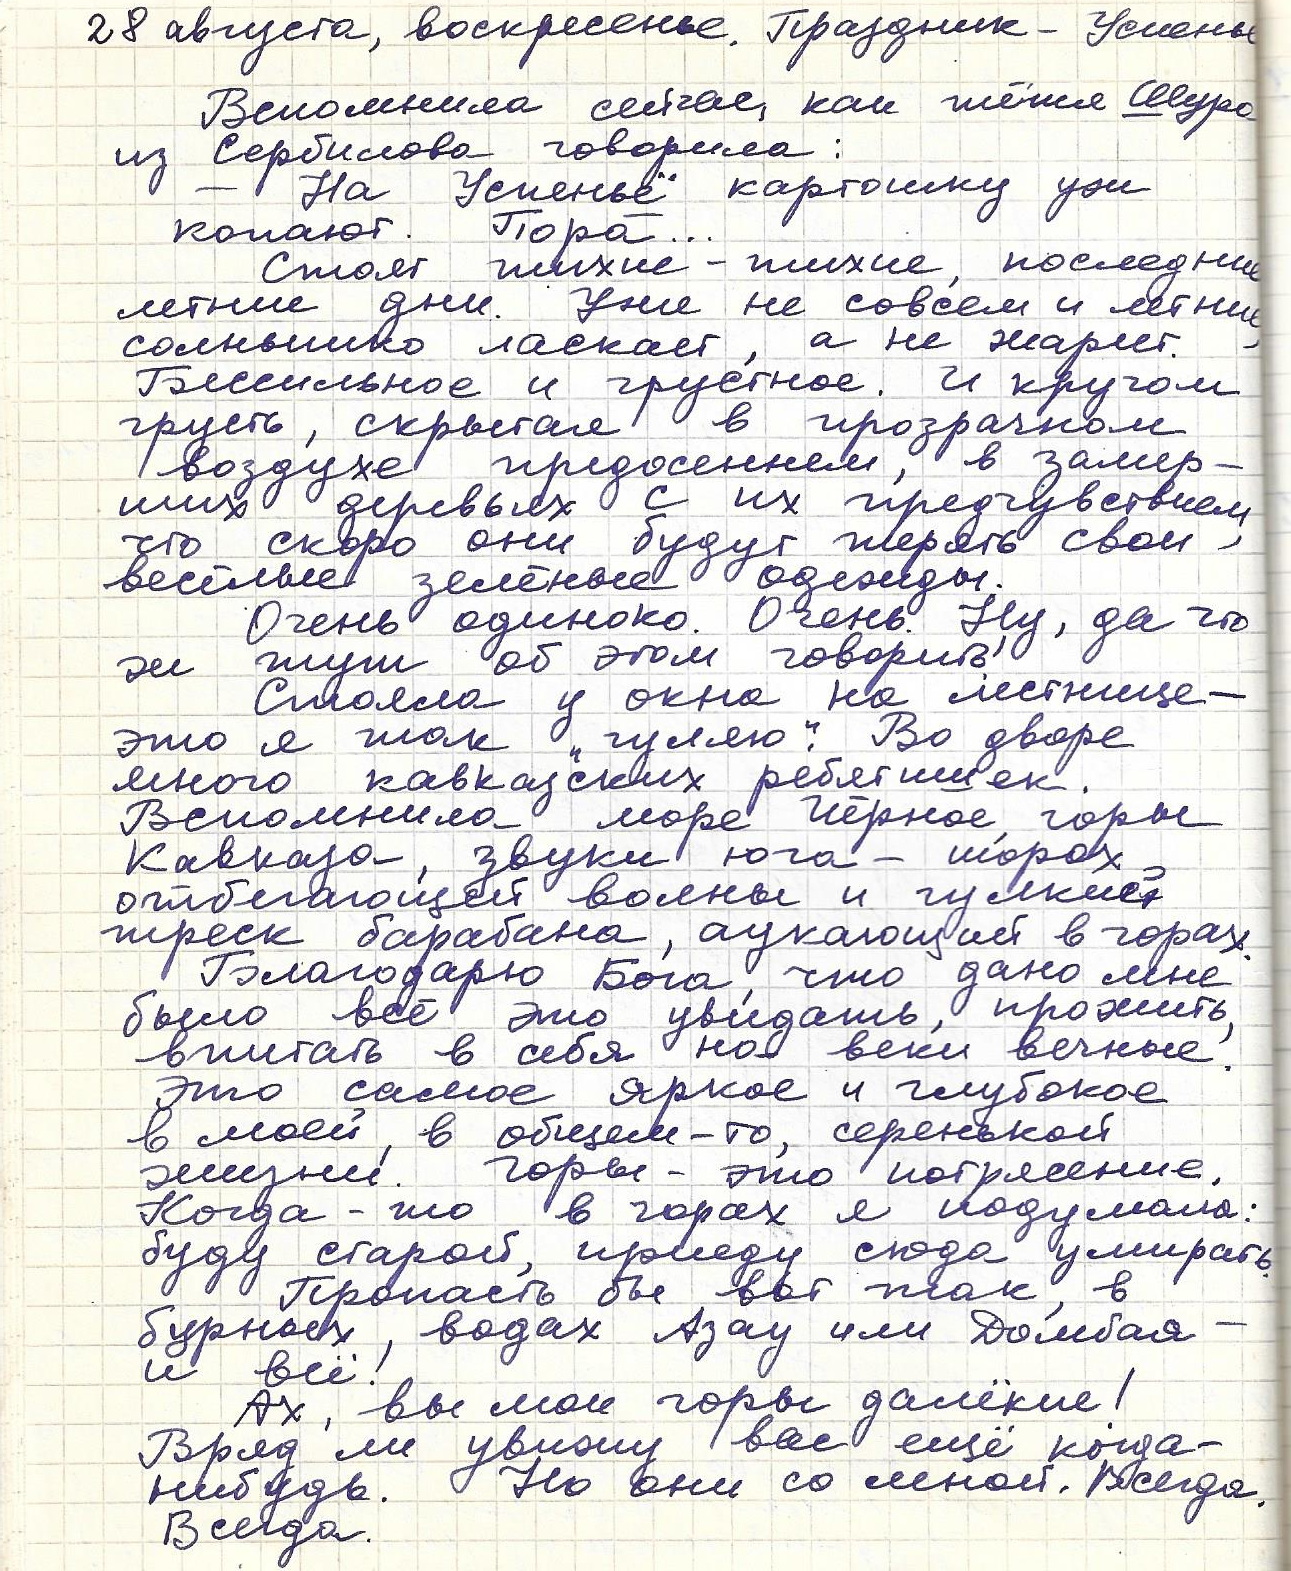 28 августа, воскресенье. Праздник - Успенье
Вспомнила сейчас, как тётя Шура
из Сербилова говорила:
— На Успеньё картошку уж
копают. Пора...
Стоят тихие-тихие, последние
летние дни. Уже не совсем и летние,
солнышко ласкает, а не жарит.
Бессильное и грустное. И кругом
грусть, скрытая в прозрачном
воздухе предосеннем, в замер-
ших деревьях с их предчувствием,
что скоро они будут терять свои
весёлые зелёные одежды.
Очень одиноко. Очень. Ну, да что
ж тут об этом говорить!
Стояла у окна на лестнице -
это я так „гуляю". Во дворе
много кавказских ребятишек.
Вспомнила море Чёрное, горы
Кавказа, звуки юга - шорох
отбегающей волны и гулкий
треск барабана, аукающий в горах.
Благодарю Бога, что дано мне
было всё это увидать, прожить,
впитать в себя на веки вечные.
Это самое яркое и глубокое
в моей, в общем-то, серенькой
жизни. Горы - это потрясение.
Когда-то в горах я подумала:
буду старой, приеду сюда умирать.
Пропасть бы вот так, в
бурных, водах Азау или Домбая -
и всё!
Ах, вы мои горы далёкие!
Вряд ли увижу вас ещё когда-
нибудь. Но они со мной. Всегда.
Всегда.